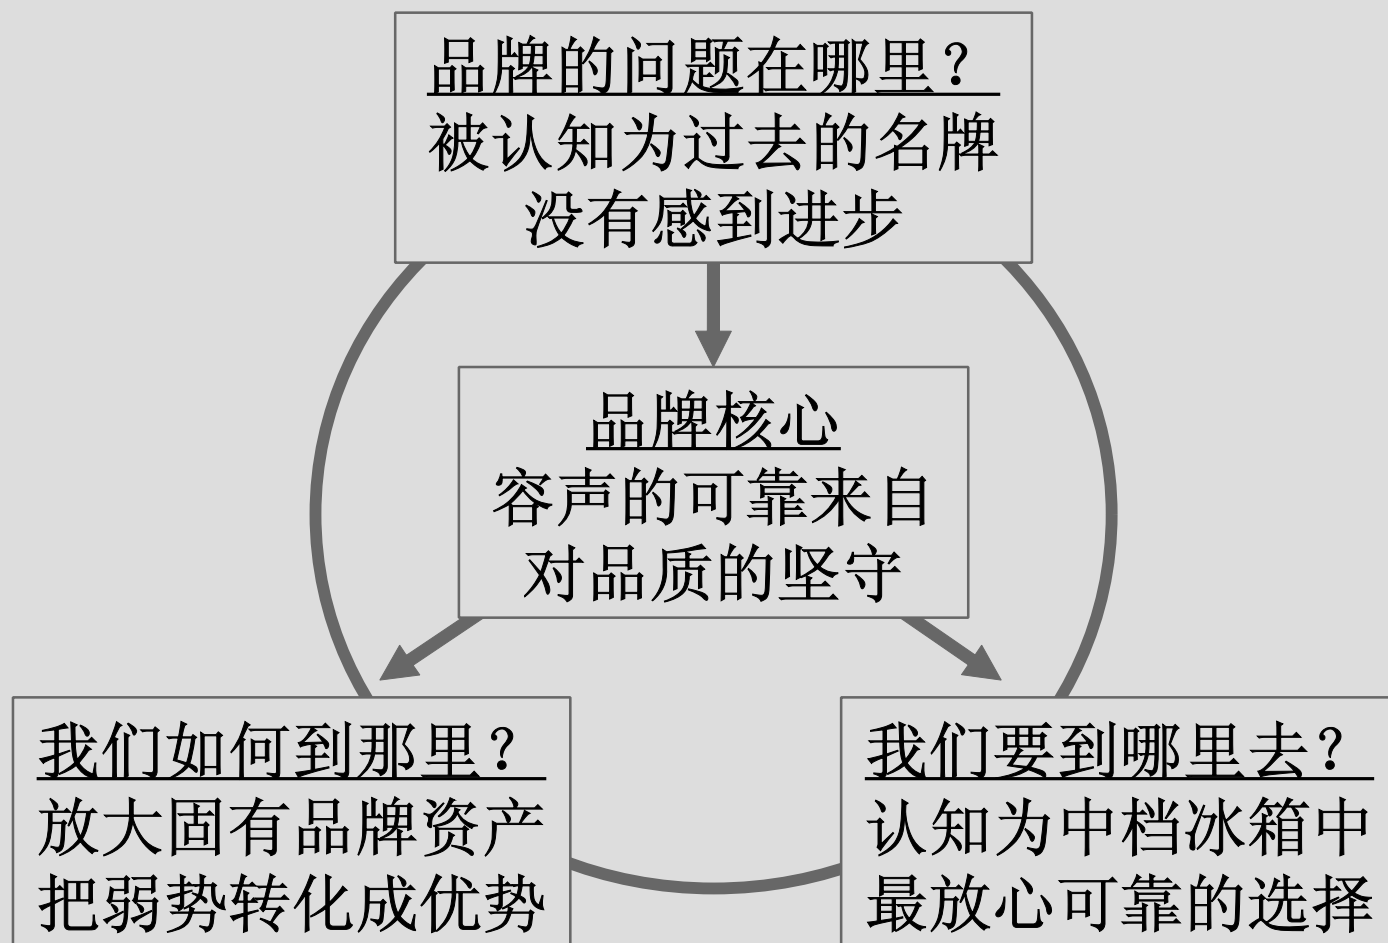 品牌的问题在哪里？
被认知为过去的名牌
没有感到进步
品牌核心
容声的可靠来自
对品质的坚守
我们如何到那里？
放大固有品牌资产
把弱势转化成优势
我们要到哪里去？
认知为中档冰箱中
最放心可靠的选择